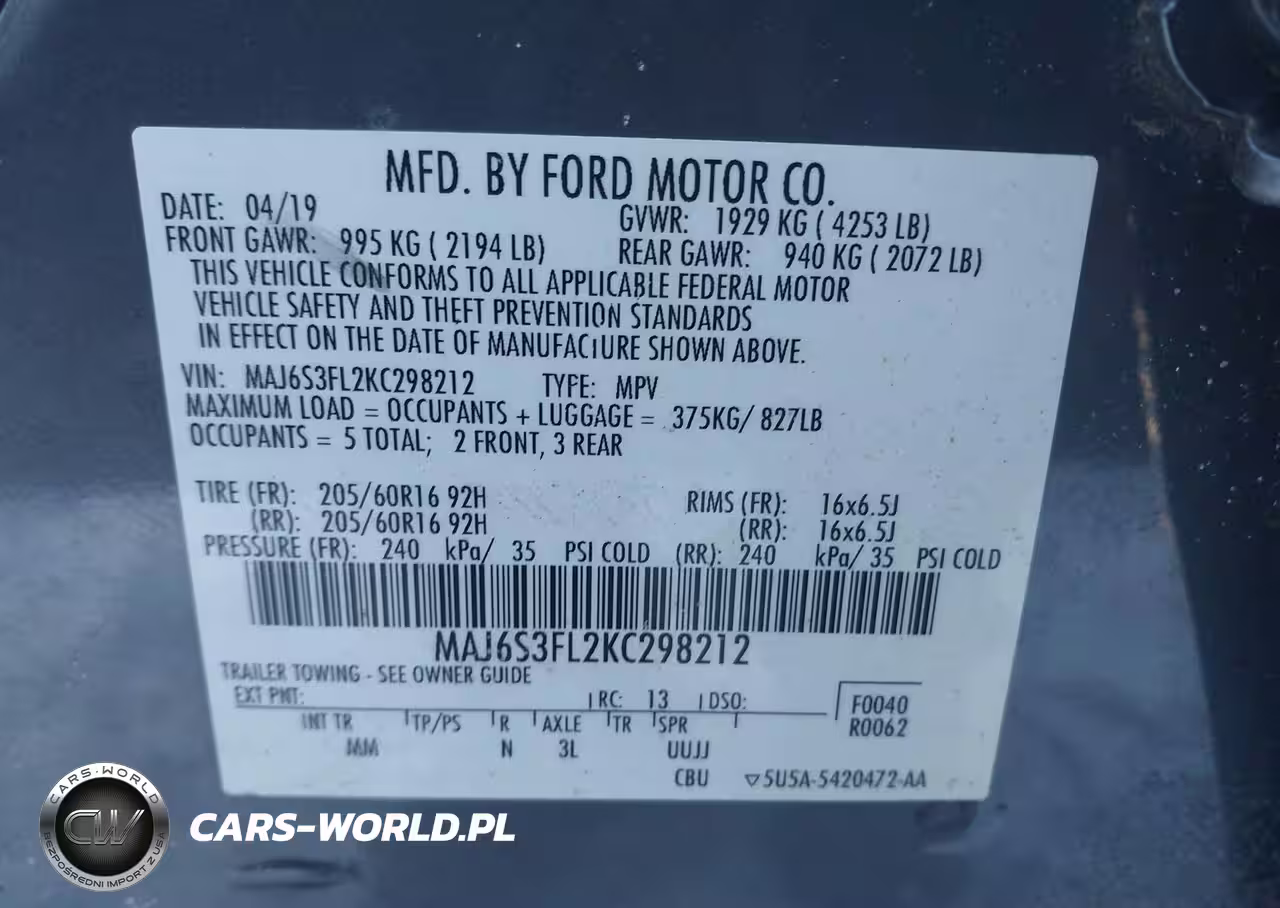 MFD. BY FORD MOTOR CO.
DATE: 04/19 GVWR: 1929 KG ( 4253 LB)
FRONT GAWR: 995 KG ( 2194 LB) REAR GAWR: 940 KG ( 2072 LB)
THIS VEHICLE CONFORMS TO ALL APPLICABLE FEDERAL MOTOR
VEHICLE SAFETY AND THEFT PREVENTION STANDARDS
IN EFFECT ON THE DATE OF MANUFACTURE SHOWN ABOVE.
VIN: MAJ6S3FL2KC298212 TYPE: MPV
MAXIMUM LOAD = OCCUPANTS + LUGGAGE = 375KG/ 827LB
OCCUPANTS = 5 TOTAL; 2 FRONT, 3 REAR
TIRE (FR): 205/60R16 92H RIMS (FR): 16x6.5J
(RR): 205/60R16 92H (RR): 16x6.5J
PRESSURE (FR): 240 kPa/ 35 PSI COLD (RR): 240 kPa/ 35 PSI COLD
MAJ6S3FL2KC298212
TRAILER TOWING - SEE OWNER GUIDE
EXT PNT: RC: 13 DSO: F0040
R0062
INT TR TP/PS R AXLE TR SPR
MM N 3L UUJJ
CBU ▽5U5A-5420472-AA
CARS-WORLD
CW
BEZPOŚREDNI IMPORT Z USA
CARS-WORLD.PL